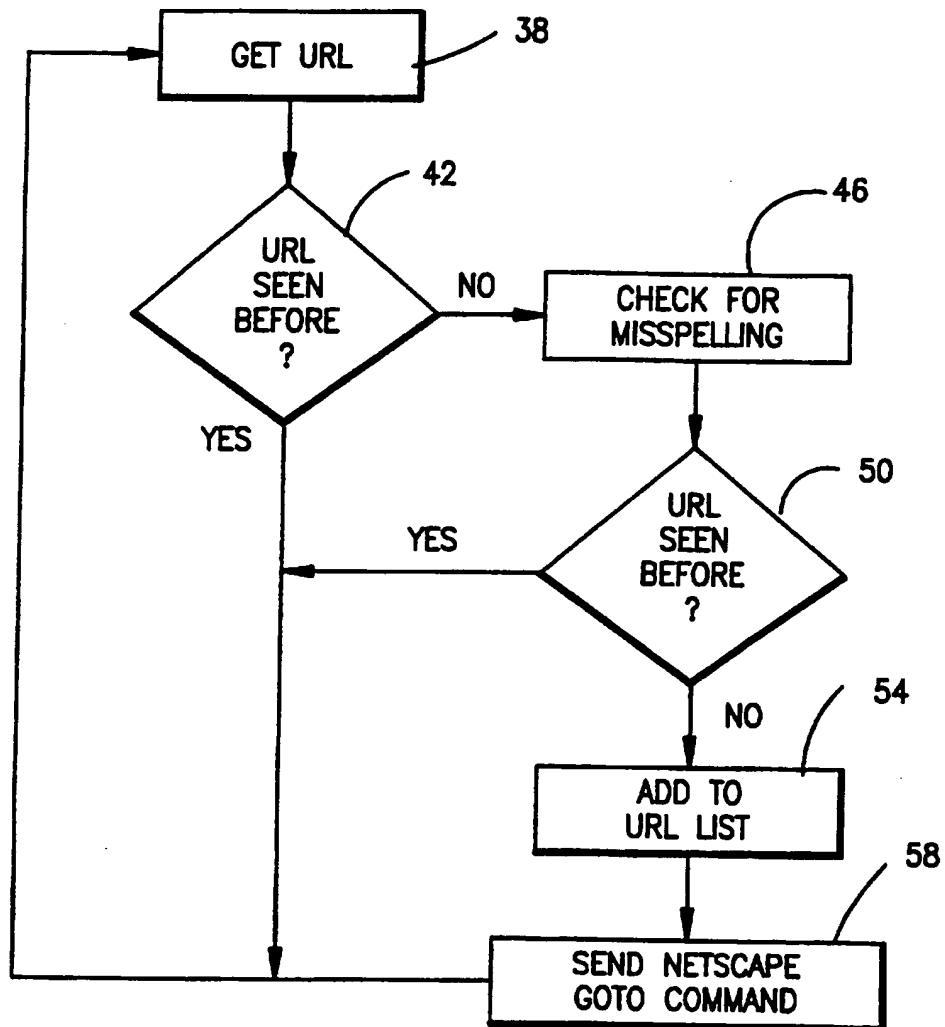 GET URL
38
42
URL
SEEN
BEFORE
?
NO
46
CHECK FOR
MISSPELLING
YES
50
URL
SEEN
BEFORE
?
YES
NO
54
ADD TO
URL LIST
58
SEND NETSCAPE
GOTO COMMAND